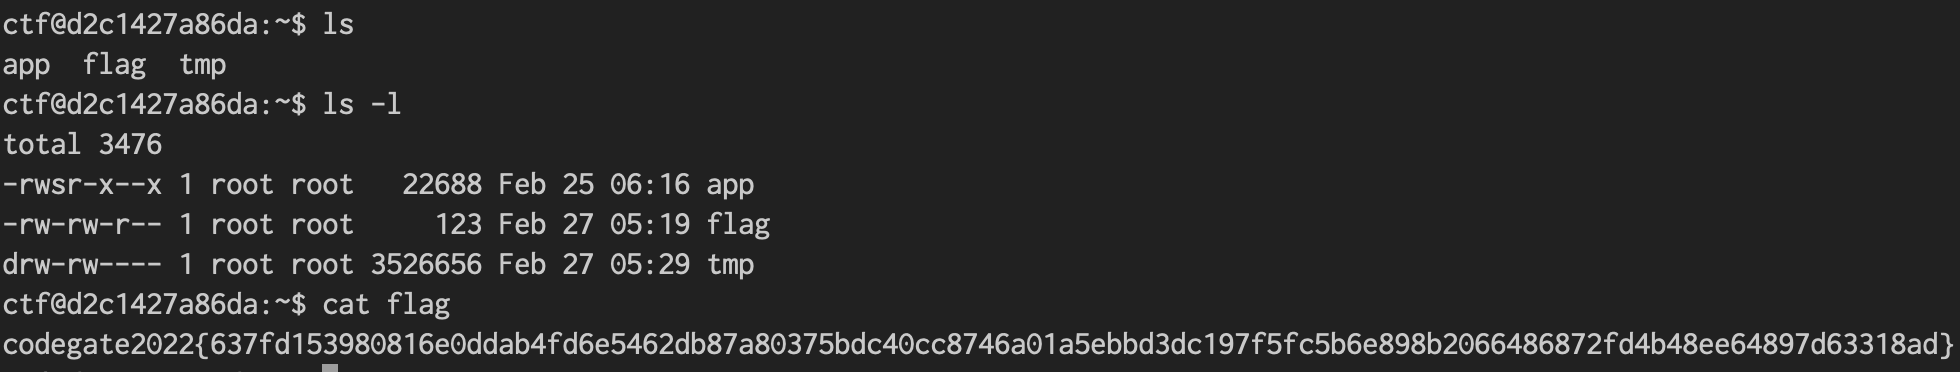 ctf@d2c1427a86da:~$ ls
app  flag  tmp
ctf@d2c1427a86da:~$ ls -l
total 3476
-rwsr-x--x 1 root root   22688 Feb 25 06:16 app
-rw-rw-r-- 1 root root     123 Feb 27 05:19 flag
drw-rw---- 1 root root 3526656 Feb 27 05:29 tmp
ctf@d2c1427a86da:~$ cat flag
codegate2022{637fd153980816e0ddab4fd6e5462db87a80375bdc40cc8746a01a5ebbd3dc197f5fc5b6e898b2066486872fd4b48ee64897d63318ad}